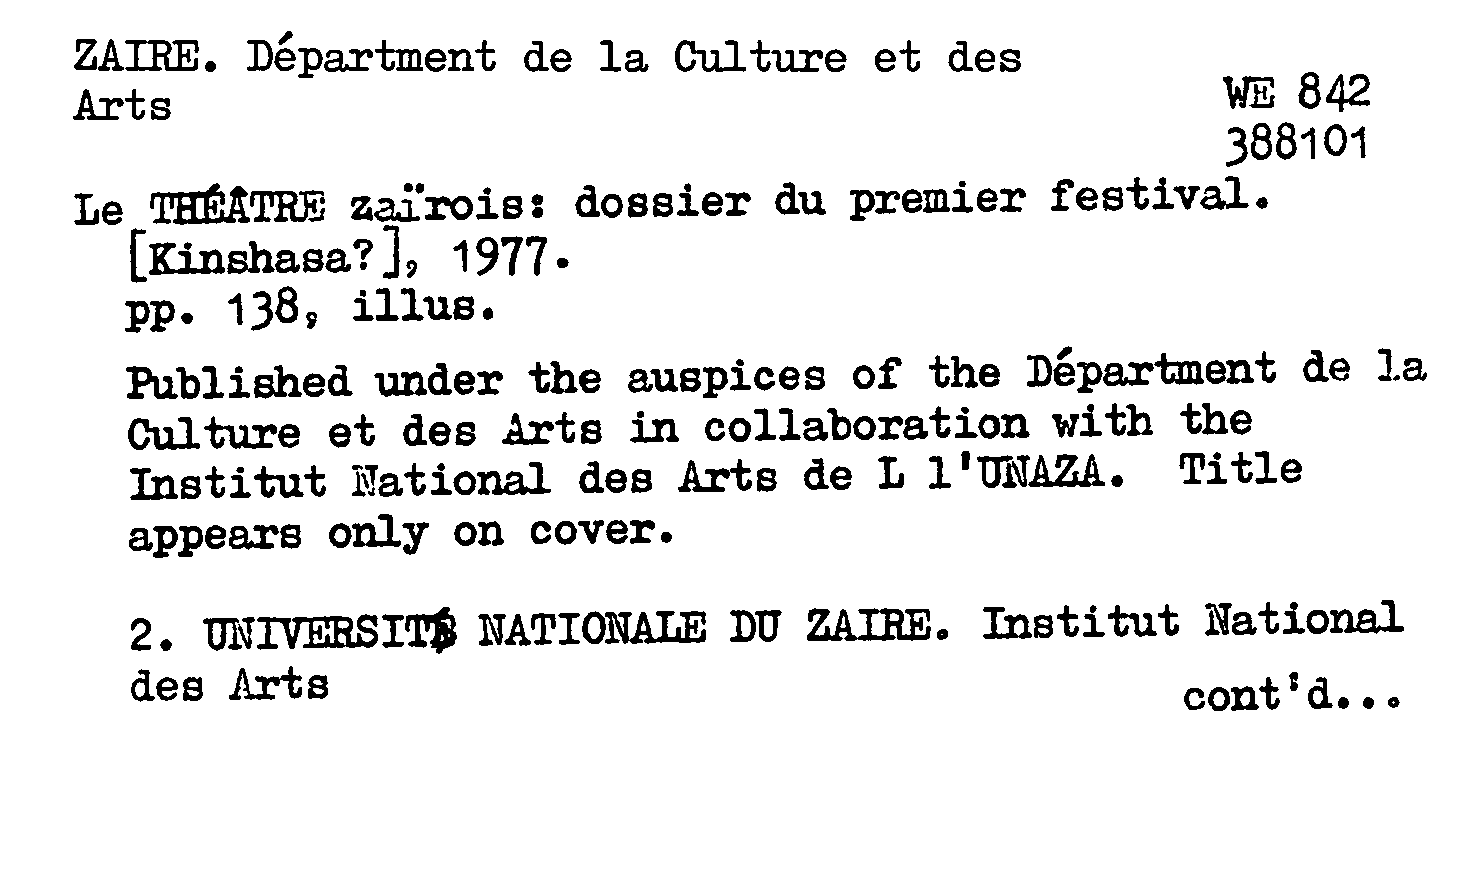 ZAIRE. Départment de la Culture et des
Arts
WE 842
388101
Le THÉÂTRE zaïrois: dossier du premier festival.
[Kinshasa?], 1977.
pp. 138, illus.
Published under the auspices of the Départment de la
Culture et des Arts in collaboration with the
Institut National des Arts de L l'UNAZA. Title
appears only on cover.
2. UNIVERSITÉ NATIONALE DU ZAIRE. Institut National
des Arts
cont'd...